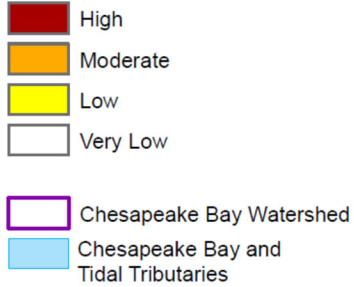 High
Moderate
Low
Very Low
Chesapeake Bay Watershed
Chesapeake Bay and
Tidal Tributaries